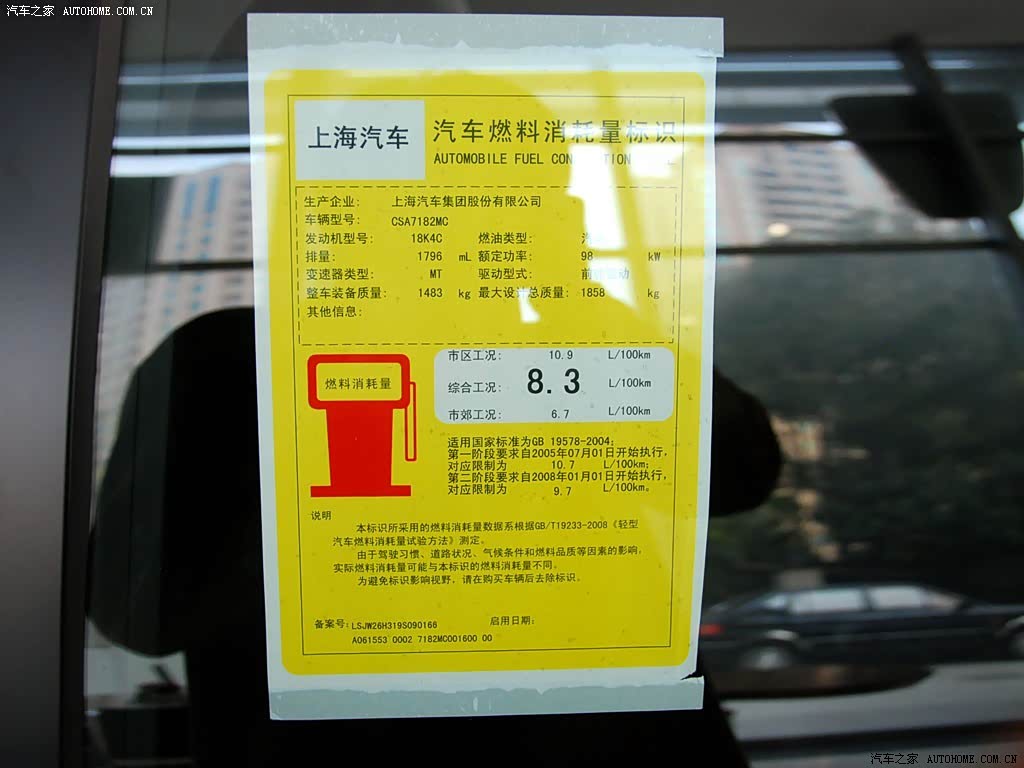 汽车之家 AUTOHOME.COM.CN
上海汽车
汽车燃料消耗量标识
AUTOMOBILE FUEL
生产企业: 上海汽车集团股份有限公司
车辆型号: CSA7182MC
发动机型号: 18K4C 燃油类型: 汽
排量: 1796 mL 额定功率: 98 kW
变速器类型: MT 驱动型式: 前 驱动
整车装备质量: 1483 kg 最大设计总质量: 1858 kg
其他信息:
燃料消耗量
市区工况: 10.9 L/100km
综合工况: 8.3 L/100km
市郊工况: 6.7 L/100km
适用国家标准为GB 19578-2004;
第一阶段要求自2005年07月01日开始执行,
对应限制为 10.7 L/100km;
第二阶段要求自2008年01月01日开始执行,
对应限制为 9.7 L/100km。
说明
本标识所采用的燃料消耗量数据系根据GB/T19233-2008《轻型
汽车燃料消耗量试验方法》测定。
由于驾驶习惯、道路状况、气候条件和燃料品质等因素的影响,
实际燃料消耗量可能与本标识的燃料消耗量不同。
为避免标识影响视野,请在购买车辆后去除标识。
备案号: LSJW26H319S090166 启用日期:
A061553 0002 7182MC001600 00
汽车之家 AUTOHOME.COM.CN